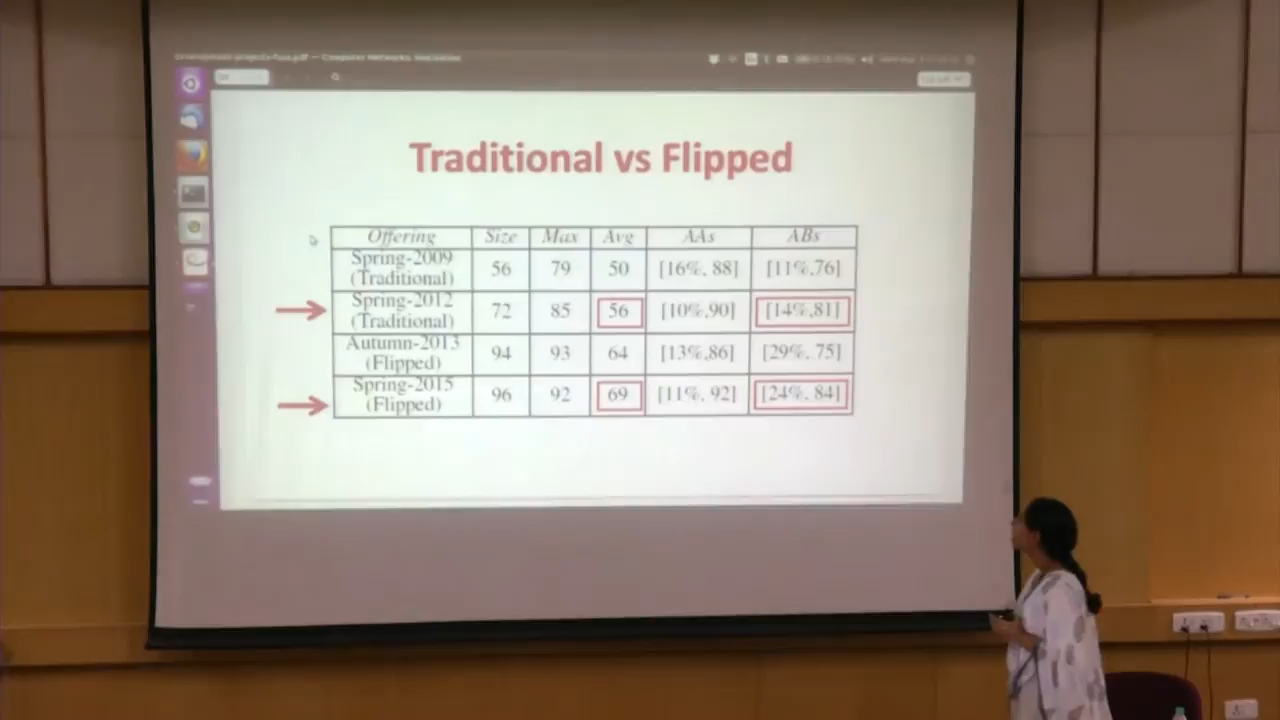 Traditional vs Flipped
Offering Size Max Avg AAs ABs
Spring-2009
(Traditional) 56 79 50 [16%, 88] [11%,76]
Spring-2012
(Traditional) 72 85 56 [10%,90] [14%,81]
Autumn-2013
(Flipped) 94 93 64 [13%,86] [29%, 75]
Spring-2015
(Flipped) 96 92 69 [11%, 92] [24%, 84]